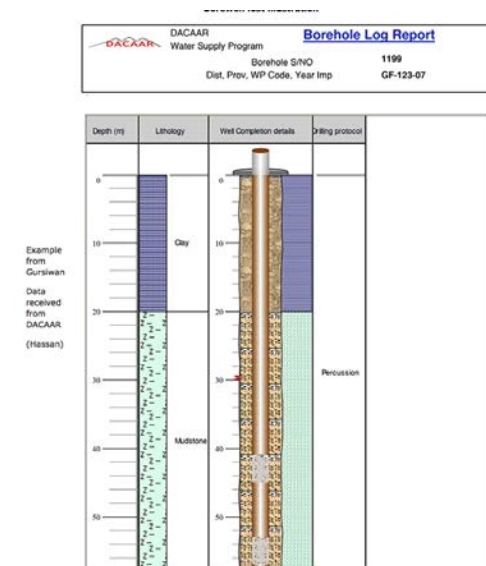 DACAAR
DACAAR
Water Supply Program
Borehole Log Report
Borehole S/NO 1199
Dist, Prov, WP Code, Year Imp GF-123-07
Depth (m) Lithology Well Completion details Drilling protocol
0 0
10 Clay 10
Example
from
Gursiwan
Data
received
from
DACAAR
(Hassan)
20 20
30 30
Percussion
40 Mudstone 40
50 50